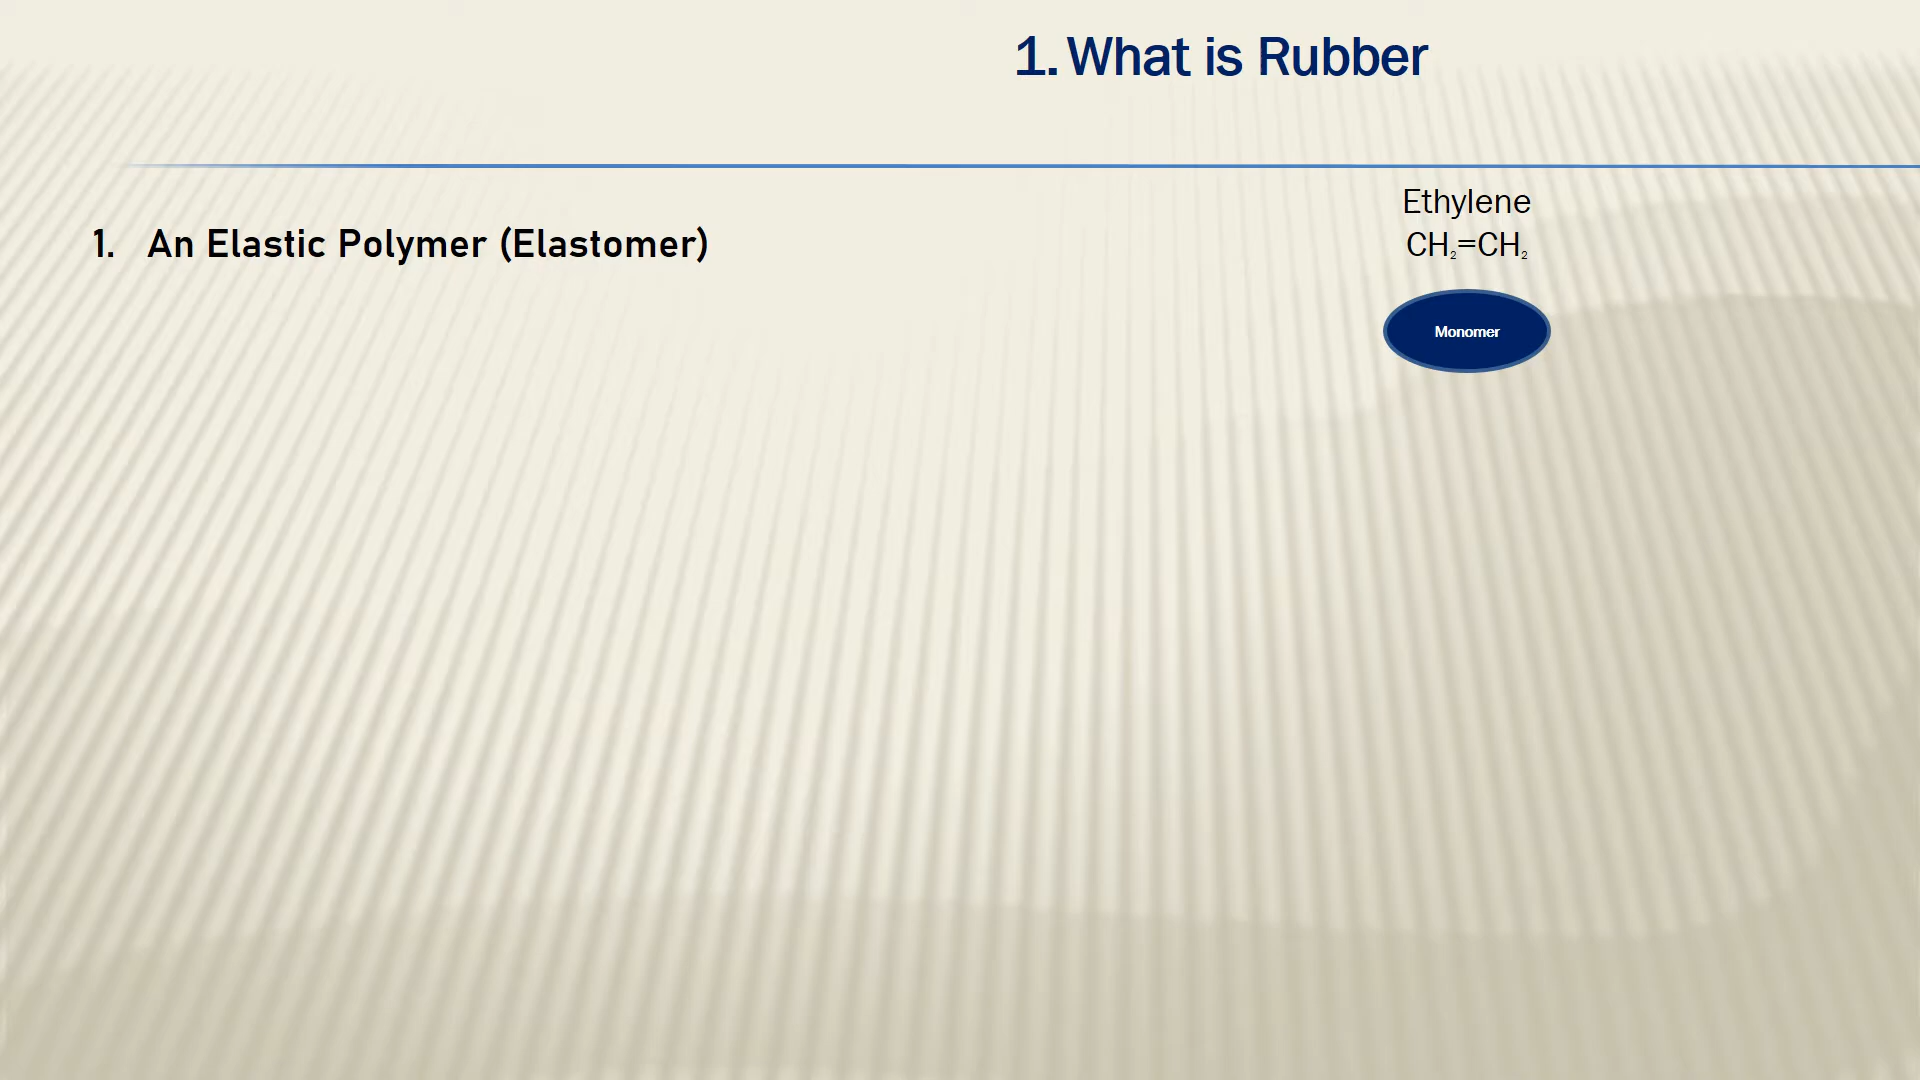 1. What is Rubber
1. An Elastic Polymer (Elastomer)
Ethylene
CH₂=CH₂
Monomer